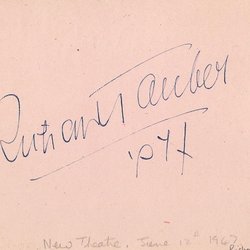 Richard Tauber
New Theatre. June 12th 1947